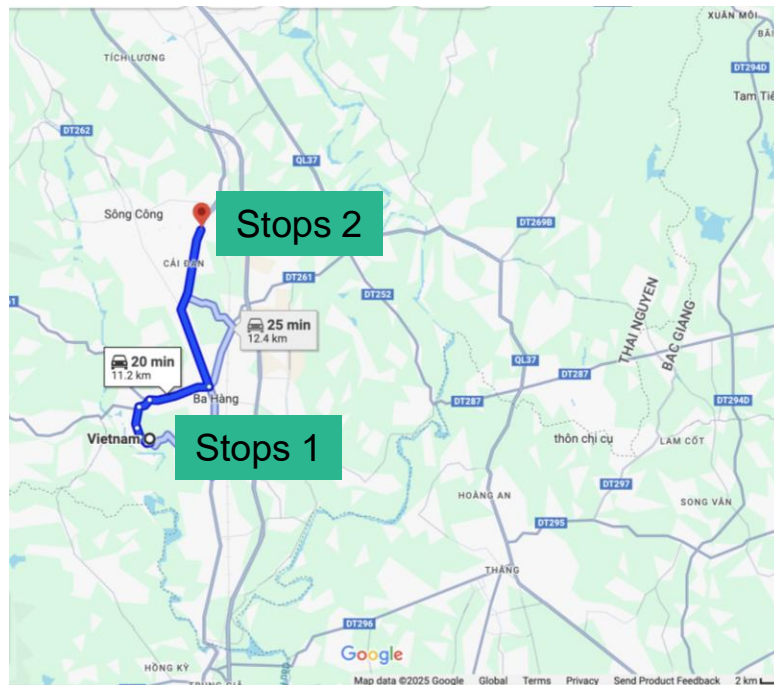 XUÂN MÔI
TÍCH LƯƠNG
DT294D
Tam Tiê
DT262
QL37
Sông Công
Stops 2
DT269B
CẢI ĐAN
DT261
DT252
25 min
12.4 km
THAI NGUYEN
BAC GIANG
20 min
11.2 km
QL37
DT287
Ba Hàng
DT287
DT294D
Vietnam
Stops 1
thôn chi cụ
LAM CỐT
DT297
HOÀNG AN
SONG VÂN
DT295
THẮNG
DT296
Google
HỒNG KỲ
Map data ©2025 Google Global Terms Privacy Send Product Feedback 2 km